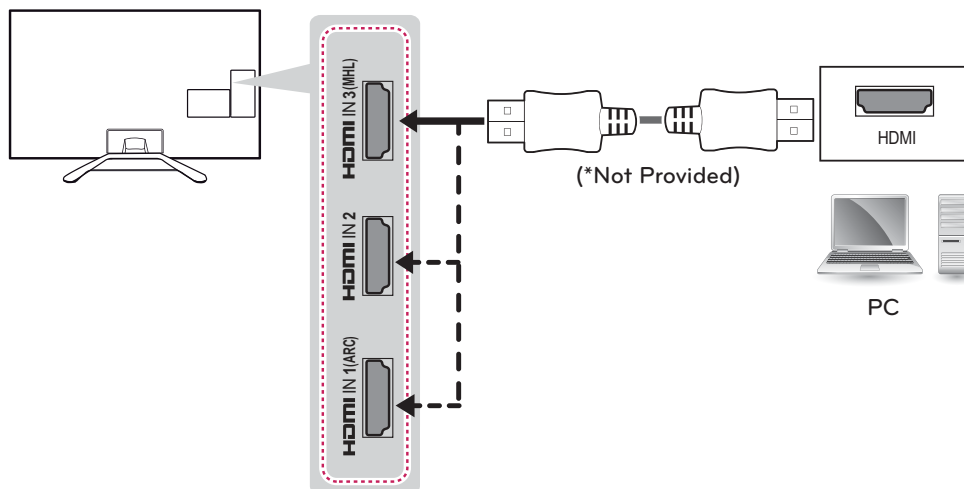 HDMI IN 3(MHL)
HDMI IN 2
HDMI IN 1(ARC)
(*Not Provided)
HDMI
PC